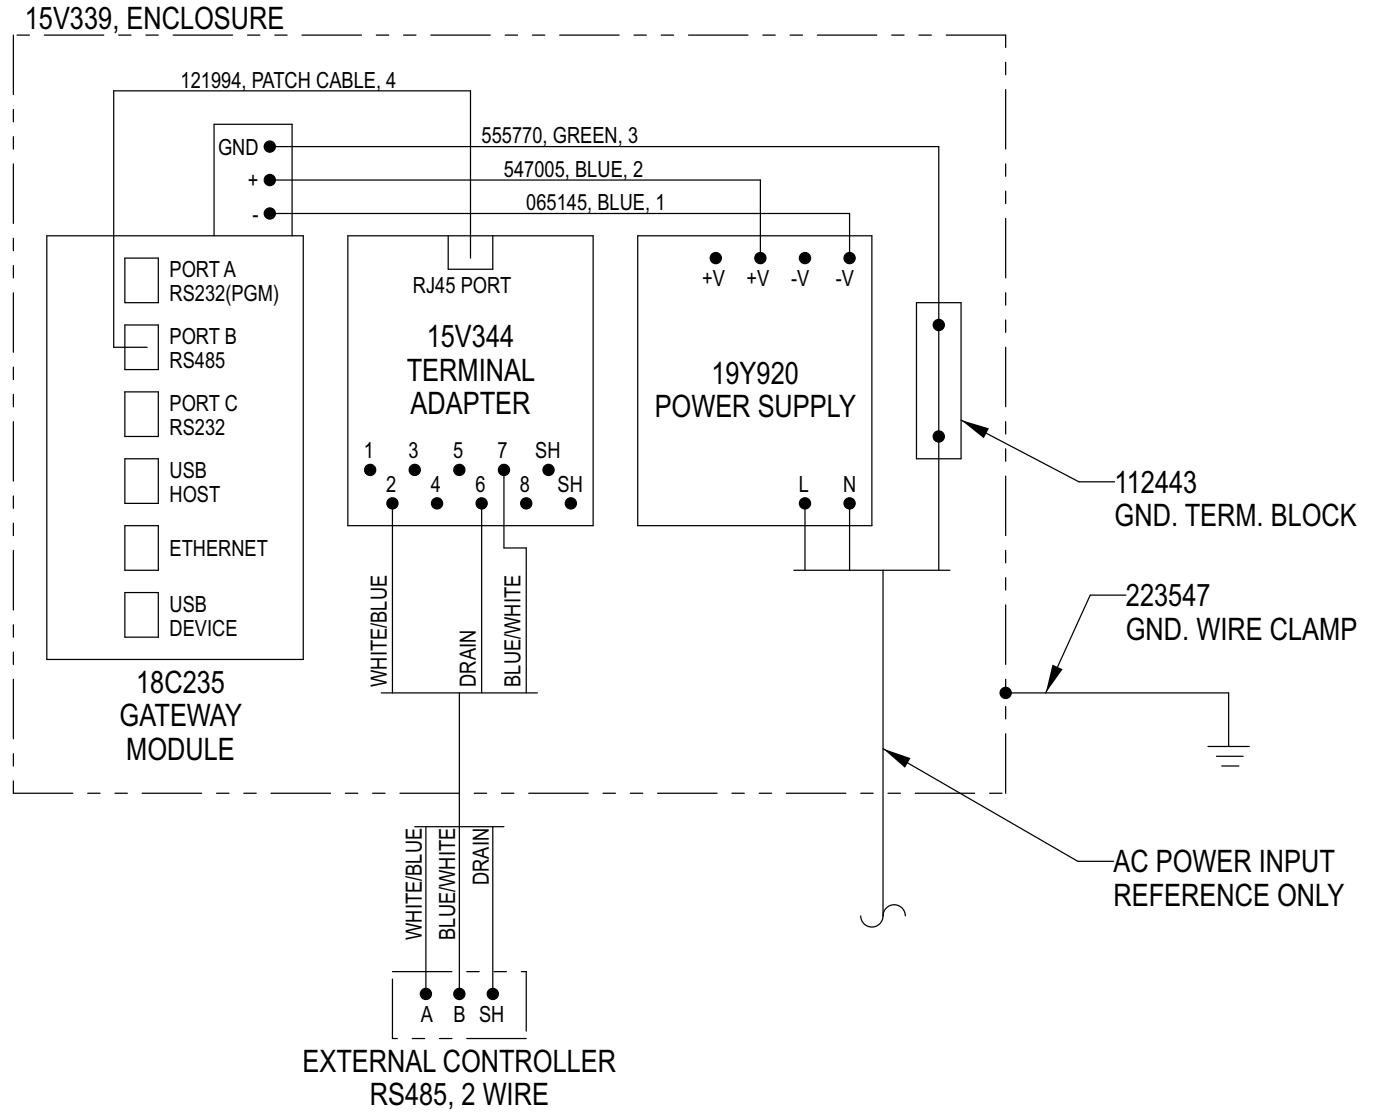 15V339, ENCLOSURE
121994, PATCH CABLE, 4
555770, GREEN, 3
547005, BLUE, 2
065145, BLUE, 1
GND
+
-
PORT A
RS232(PGM)
PORT B
RS485
PORT C
RS232
USB
HOST
ETHERNET
USB
DEVICE
18C235
GATEWAY
MODULE
RJ45 PORT
15V344
TERMINAL
ADAPTER
1 3 5 7 SH
2 4 6 8 SH
WHITE/BLUE
DRAIN
BLUE/WHITE
+V +V -V -V
19Y920
POWER SUPPLY
L N
112443
GND. TERM. BLOCK
223547
GND. WIRE CLAMP
AC POWER INPUT
REFERENCE ONLY
WHITE/BLUE
BLUE/WHITE
DRAIN
A B SH
EXTERNAL CONTROLLER
RS485, 2 WIRE